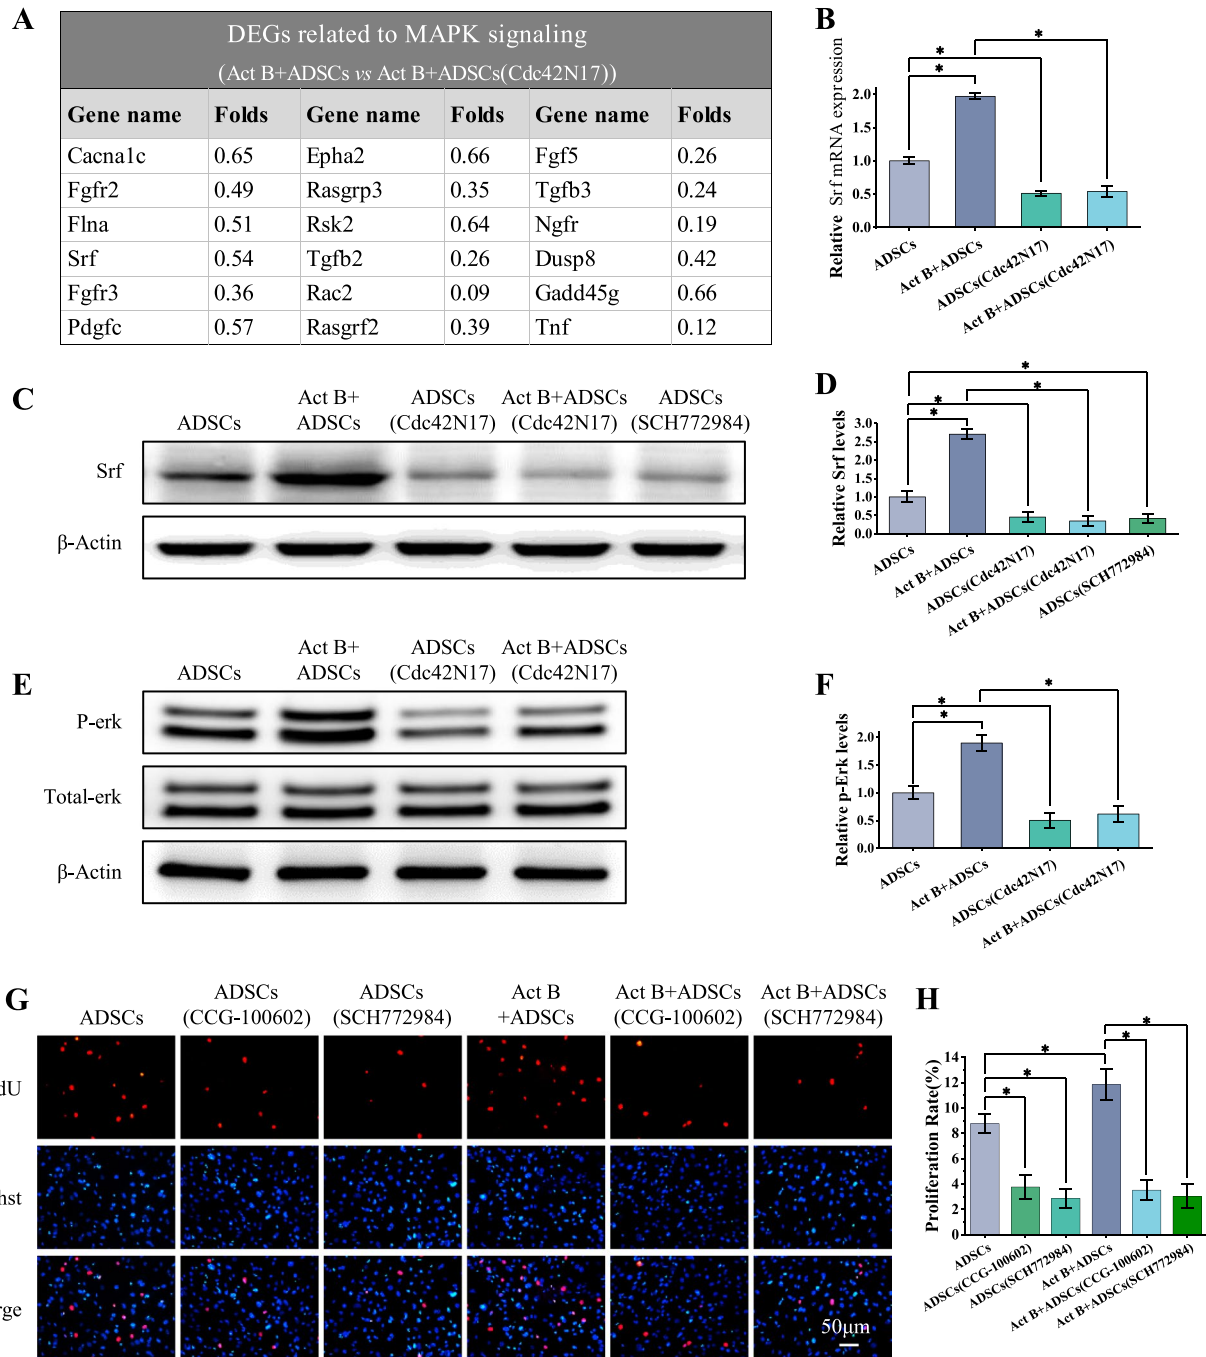 A
DEGs related to MAPK signaling
(Act B+ADSCs vs Act B+ADSCs(Cdc42N17))
Gene name Folds Gene name Folds Gene name Folds
Cacna1c 0.65 Epha2 0.66 Fgf5 0.26
Fgfr2 0.49 Rasgrp3 0.35 Tgfb3 0.24
Flna 0.51 Rsk2 0.64 Ngfr 0.19
Srf 0.54 Tgfb2 0.26 Dusp8 0.42
Fgfr3 0.36 Rac2 0.09 Gadd45g 0.66
Pdgfc 0.57 Rasgrf2 0.39 Tnf 0.12
B
Relative Srf mRNA expression
2.0
1.5
1.0
0.5
0.0
* * *
ADSCs
Act B+ADSCs
ADSCs(Cdc42N17)
Act B+ADSCs(Cdc42N17)
C
ADSCs
Act B+
ADSCs
ADSCs
(Cdc42N17)
Act B+ADSCs
(Cdc42N17)
ADSCs
(SCH772984)
Srf
β-Actin
D
Relative Srf levels
3.0
2.5
2.0
1.5
1.0
0.5
0.0
* * * *
ADSCs
Act B+ADSCs
ADSCs(Cdc42N17)
Act B+ADSCs(Cdc42N17)
ADSCs(SCH772984)
E
ADSCs
Act B+
ADSCs
ADSCs
(Cdc42N17)
Act B+ADSCs
(Cdc42N17)
P-erk
Total-erk
β-Actin
F
Relative p-Erk levels
2.0
1.5
1.0
0.5
0.0
* * *
ADSCs
Act B+ADSCs
ADSCs(Cdc42N17)
Act B+ADSCs(Cdc42N17)
G
ADSCs
ADSCs
(CCG-100602)
ADSCs
(SCH772984)
Act B
+ADSCs
Act B+ADSCs
(CCG-100602)
Act B+ADSCs
(SCH772984)
dU
nst
rge
50μm
H
Proliferation Rate(%)
14
12
10
8
6
4
2
0
* * * * *
ADSCs
ADSCs(CCG-100602)
ADSCs(SCH772984)
Act B+ADSCs
Act B+ADSCs(CCG-100602)
Act B+ADSCs(SCH772984)